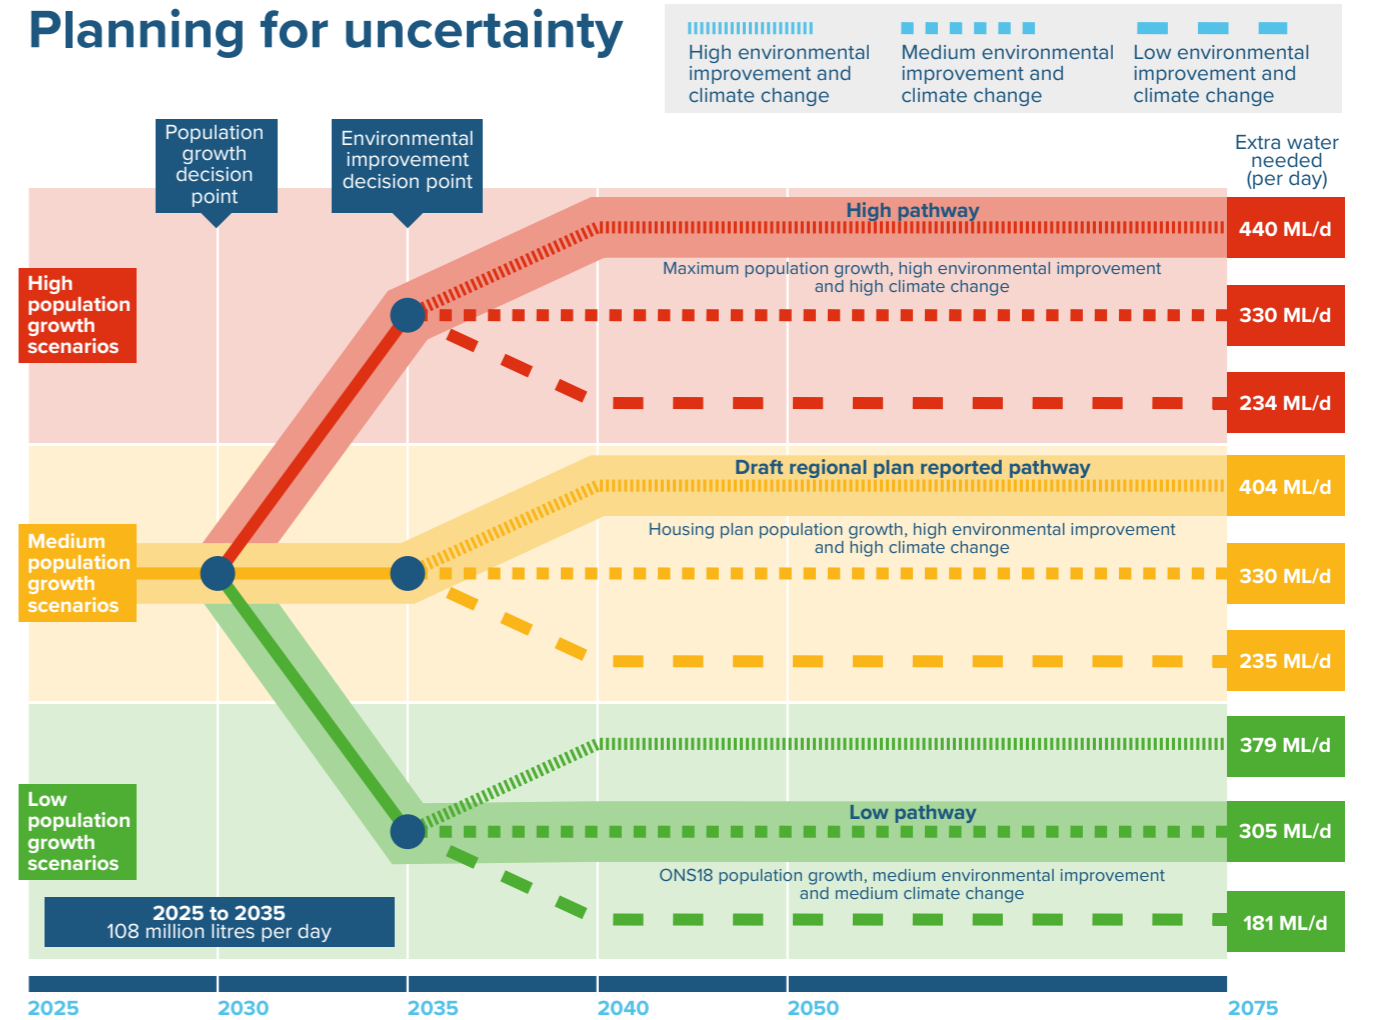 Planning for uncertainty
High environmental
improvement and
climate change
Medium environmental
improvement and
climate change
Low environmental
improvement and
climate change
Population
growth
decision
point
Environmental
improvement
decision point
Extra water
needed
(per day)
High
population
growth
scenarios
High pathway
Maximum population growth, high environmental improvement
and high climate change
440 ML/d
330 ML/d
234 ML/d
Medium
population
growth
scenarios
Draft regional plan reported pathway
Housing plan population growth, high environmental improvement
and high climate change
404 ML/d
330 ML/d
235 ML/d
Low
population
growth
scenarios
Low pathway
ONS18 population growth, medium environmental improvement
and medium climate change
379 ML/d
305 ML/d
181 ML/d
2025 to 2035
108 million litres per day
2025
2030
2035
2040
2050
2075